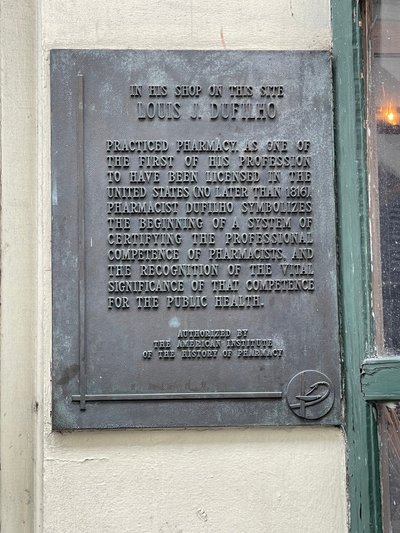 IN HIS SHOP ON THIS SITE
LOUIS J. DUFILHO
PRACTICED PHARMACY, AS ONE OF
THE FIRST OF HIS PROFESSION
TO HAVE BEEN LICENSED IN THE
UNITED STATES (NO LATER THAN 1816).
PHARMACIST DUFILHO SYMBOLIZES
THE BEGINNING OF A SYSTEM OF
CERTIFYING THE PROFESSIONAL
COMPETENCE OF PHARMACISTS, AND
THE RECOGNITION OF THE VITAL
SIGNIFICANCE OF THAT COMPETENCE
FOR THE PUBLIC HEALTH.
AUTHORIZED BY
THE AMERICAN INSTITUTE
OF THE HISTORY OF PHARMACY